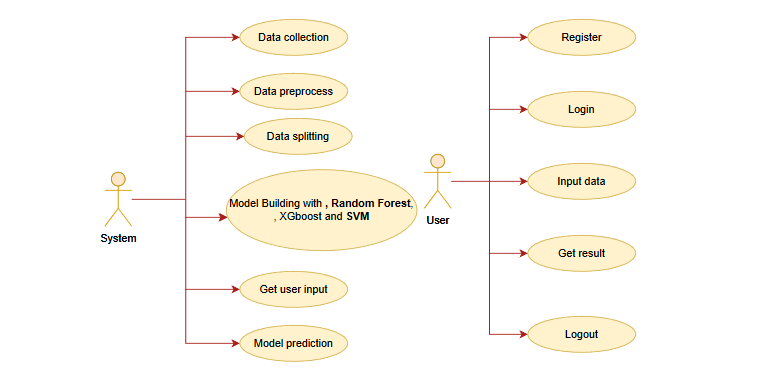 Data collection
Data preprocess
Data splitting
Model Building with , Random Forest,
, XGboost and SVM
Get user input
Model prediction
System
Register
Login
Input data
Get result
Logout
User